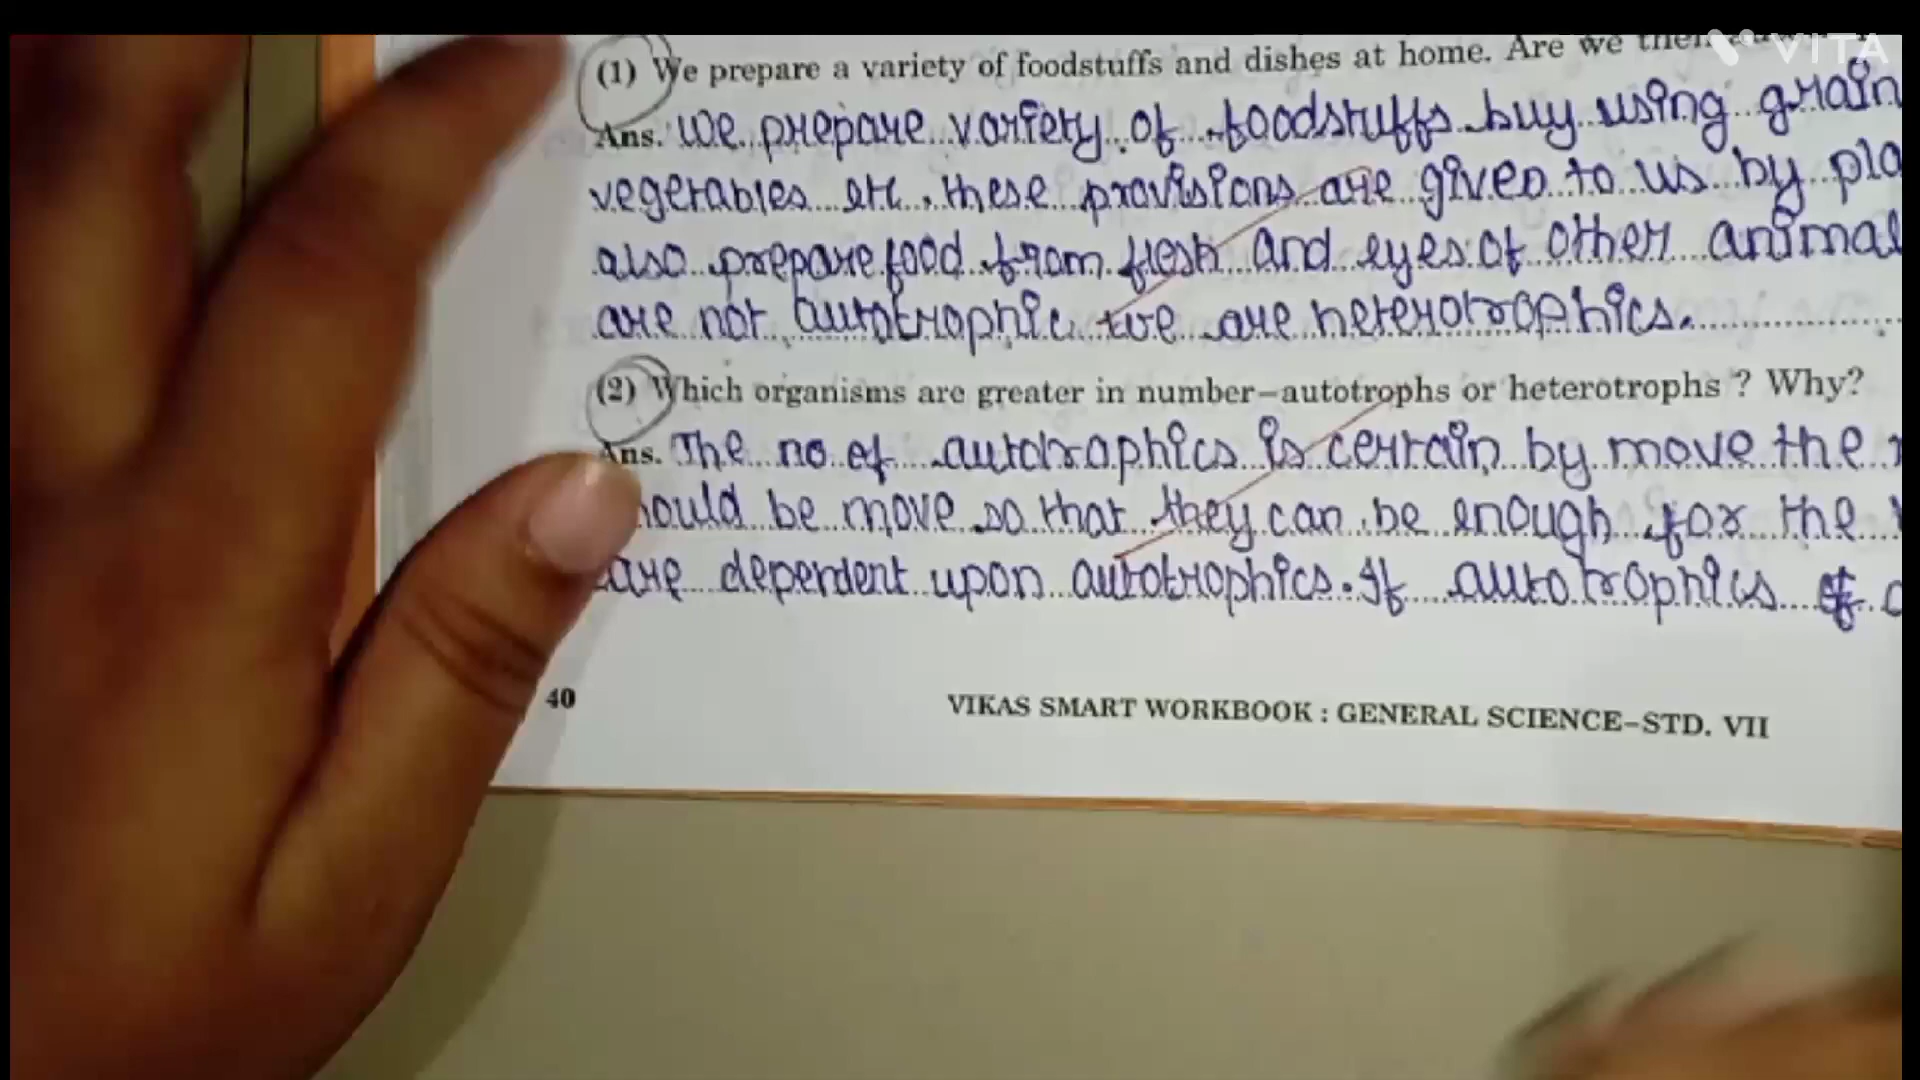 VITA
(1) We prepare a variety of foodstuffs and dishes at home. Are we then
Ans. We prepare variety of foodstuffs buy using grain
vegetables etc, these provisions are given to us by pla
also prepare food from flesh and eyes of other animal
are not autotrophic we are heterotrophics.
(2) Which organisms are greater in number–autotrophs or heterotrophs ? Why?
Ans. The no of autotrophics is certain by move the
hould be move so that they can be enough for the
are dependent upon autotrophics. If autotrophics of
40
VIKAS SMART WORKBOOK : GENERAL SCIENCE–STD. VII